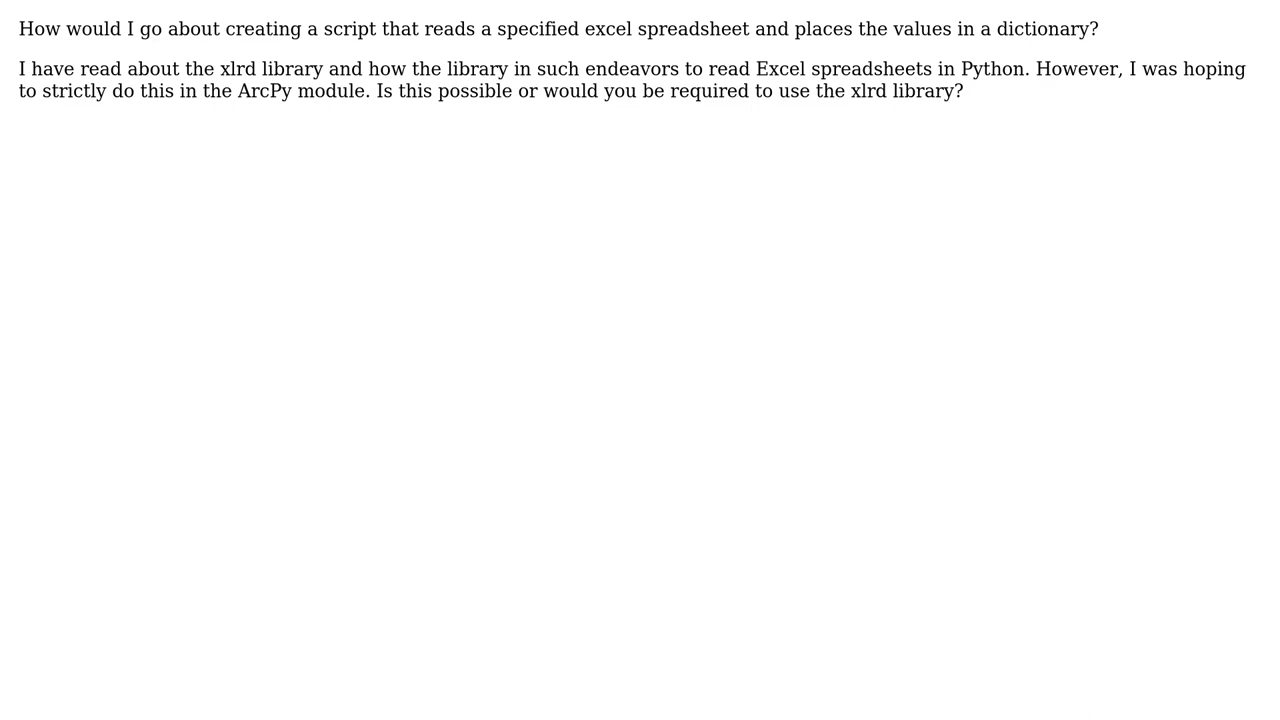 How would I go about creating a script that reads a specified excel spreadsheet and places the values in a dictionary?
I have read about the xlrd library and how the library in such endeavors to read Excel spreadsheets in Python. However, I was hoping
to strictly do this in the ArcPy module. Is this possible or would you be required to use the xlrd library?